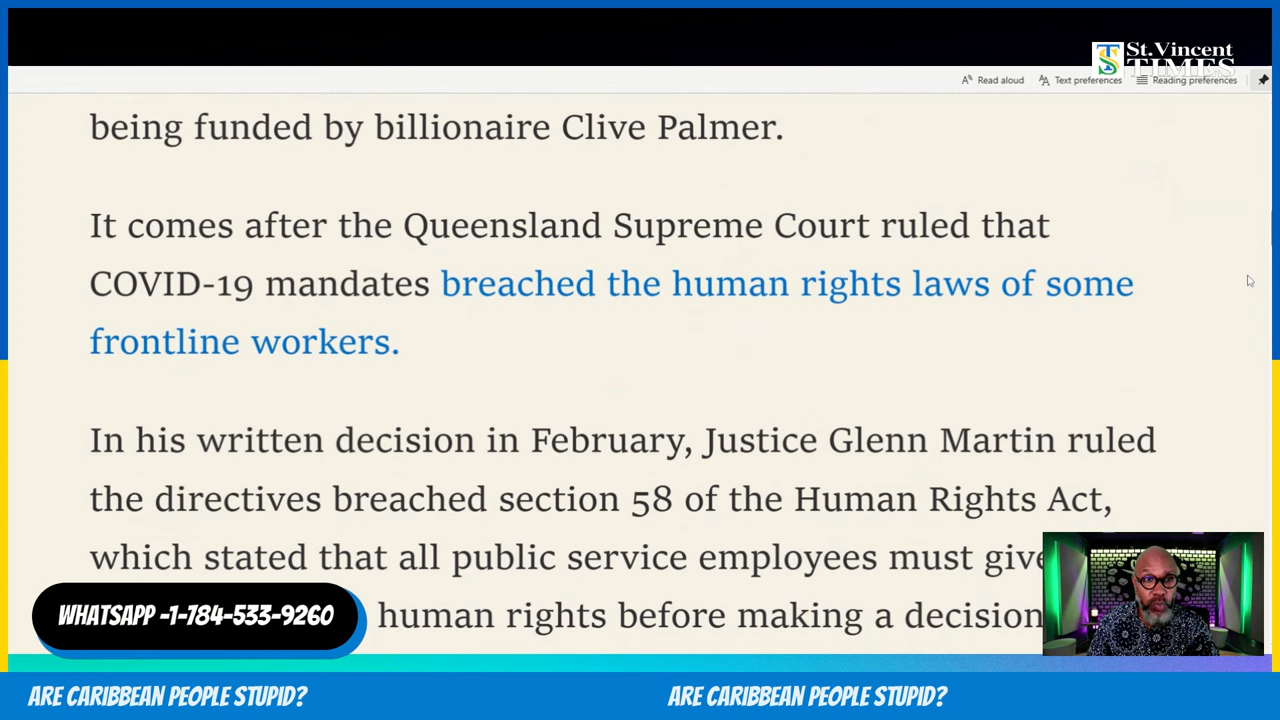 St.Vincent
TIMES
Read aloud
Text preferences
Reading preferences
being funded by billionaire Clive Palmer.
It comes after the Queensland Supreme Court ruled that
COVID-19 mandates breached the human rights laws of some
frontline workers.
In his written decision in February, Justice Glenn Martin ruled
the directives breached section 58 of the Human Rights Act,
which stated that all public service employees must give
human rights before making a decision
WHATSAPP -1-784-533-9260
ARE CARIBBEAN PEOPLE STUPID?
ARE CARIBBEAN PEOPLE STUPID?